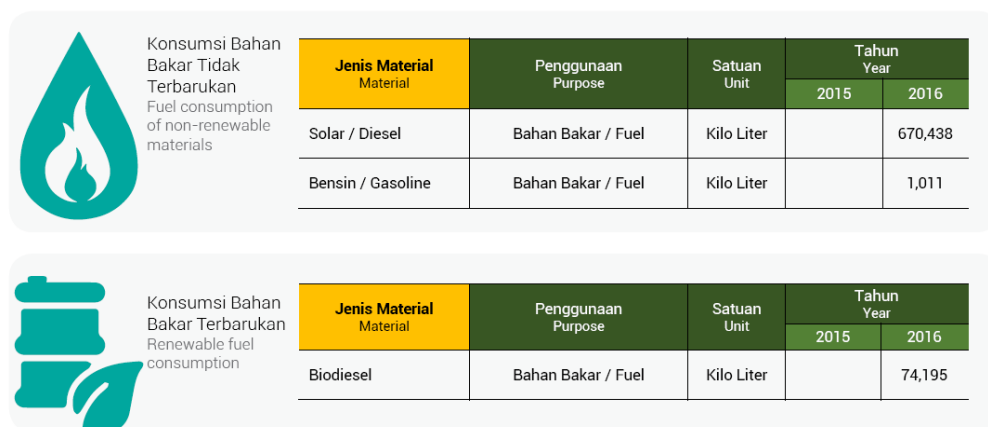 Konsumsi Bahan
Bakar Tidak
Terbarukan
Fuel consumption
of non-renewable
materials
Jenis Material
Material
Penggunaan
Purpose
Satuan
Unit
Tahun
Year
2015 2016
Solar / Diesel Bahan Bakar / Fuel Kilo Liter 670,438
Bensin / Gasoline Bahan Bakar / Fuel Kilo Liter 1,011
Konsumsi Bahan
Bakar Terbarukan
Renewable fuel
consumption
Jenis Material
Material
Penggunaan
Purpose
Satuan
Unit
Tahun
Year
2015 2016
Biodiesel Bahan Bakar / Fuel Kilo Liter 74,195